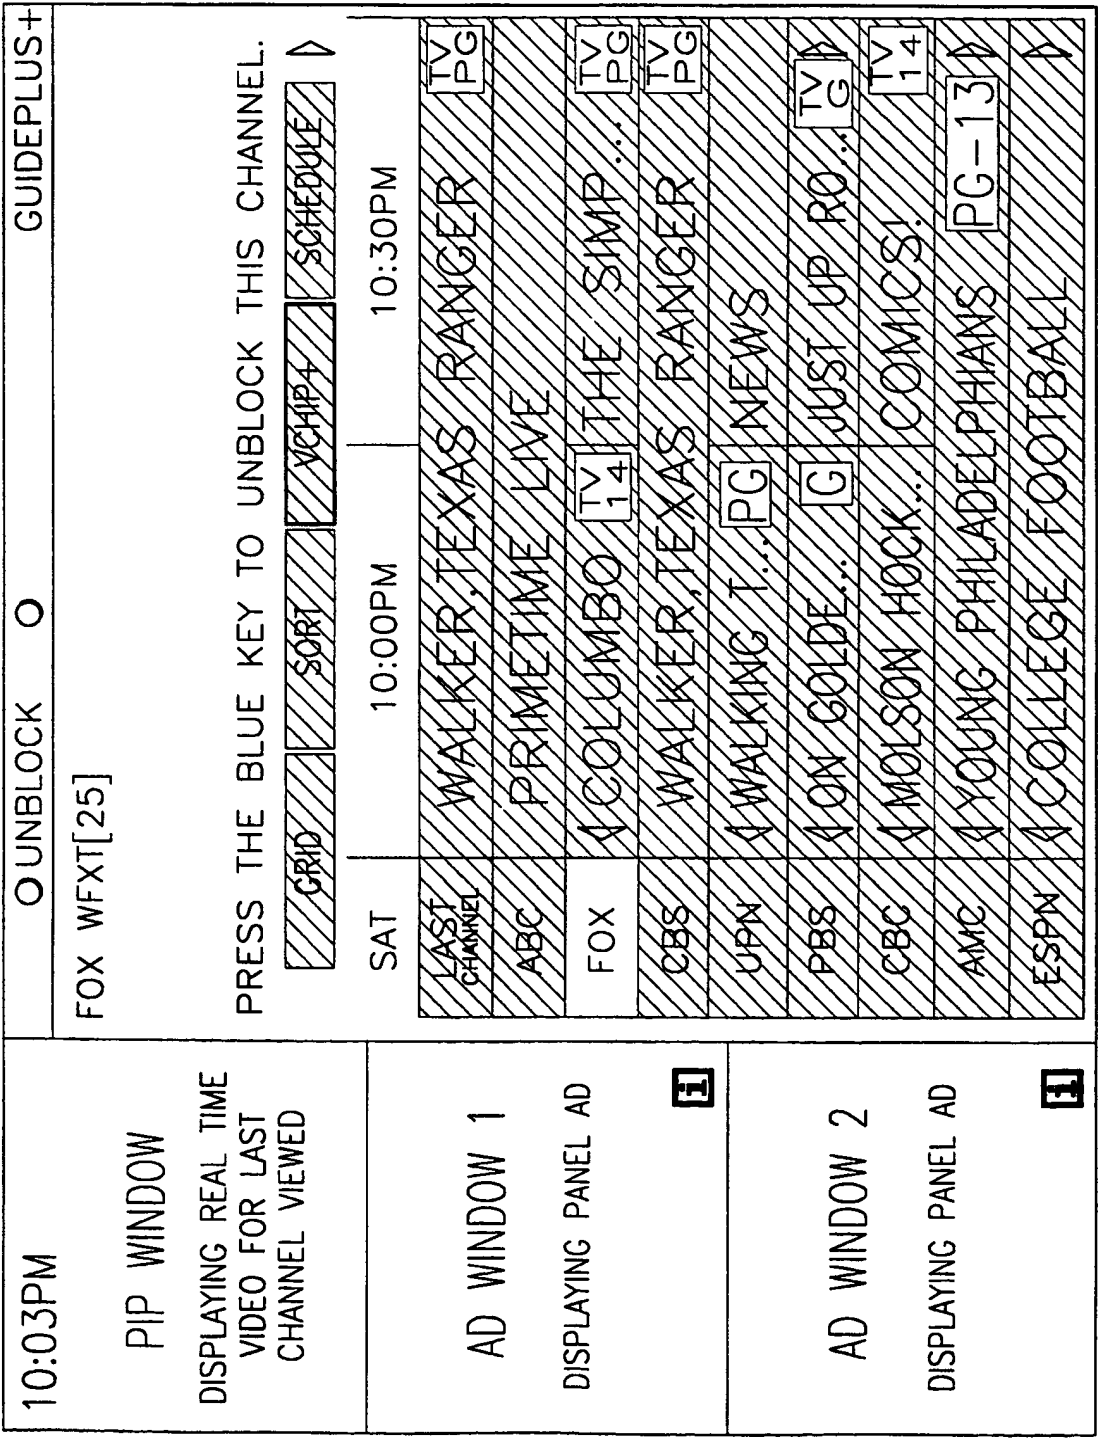 10:03PM
UNBLOCK
GUIDEPLUS+
PIP WINDOW
DISPLAYING REAL TIME
VIDEO FOR LAST
CHANNEL VIEWED
AD WINDOW 1
DISPLAYING PANEL AD
i
AD WINDOW 2
DISPLAYING PANEL AD
i
FOX WFXT[25]
PRESS THE BLUE KEY TO UNBLOCK THIS CHANNEL.
GRID SORT VCHIP+ SCHEDULE
SAT 10:00PM 10:30PM
LAST
CHANNEL
WALKER,TEXAS RANGER
TV
PG
ABC PRIMETIME LIVE
FOX COLUMBO
TV
14
THE SIMP...
TV
PG
CBS WALKER,TEXAS RANGER
TV
PG
UPN WALKING T... PG NEWS
PBS ON GOLDE... G JUST UP RO...
TV
G
CBC MOLSON HOCK... COMICS!
TV
14
AMC YOUNG PHILADELPHIANS PG-13
ESPN COLLEGE FOOTBALL